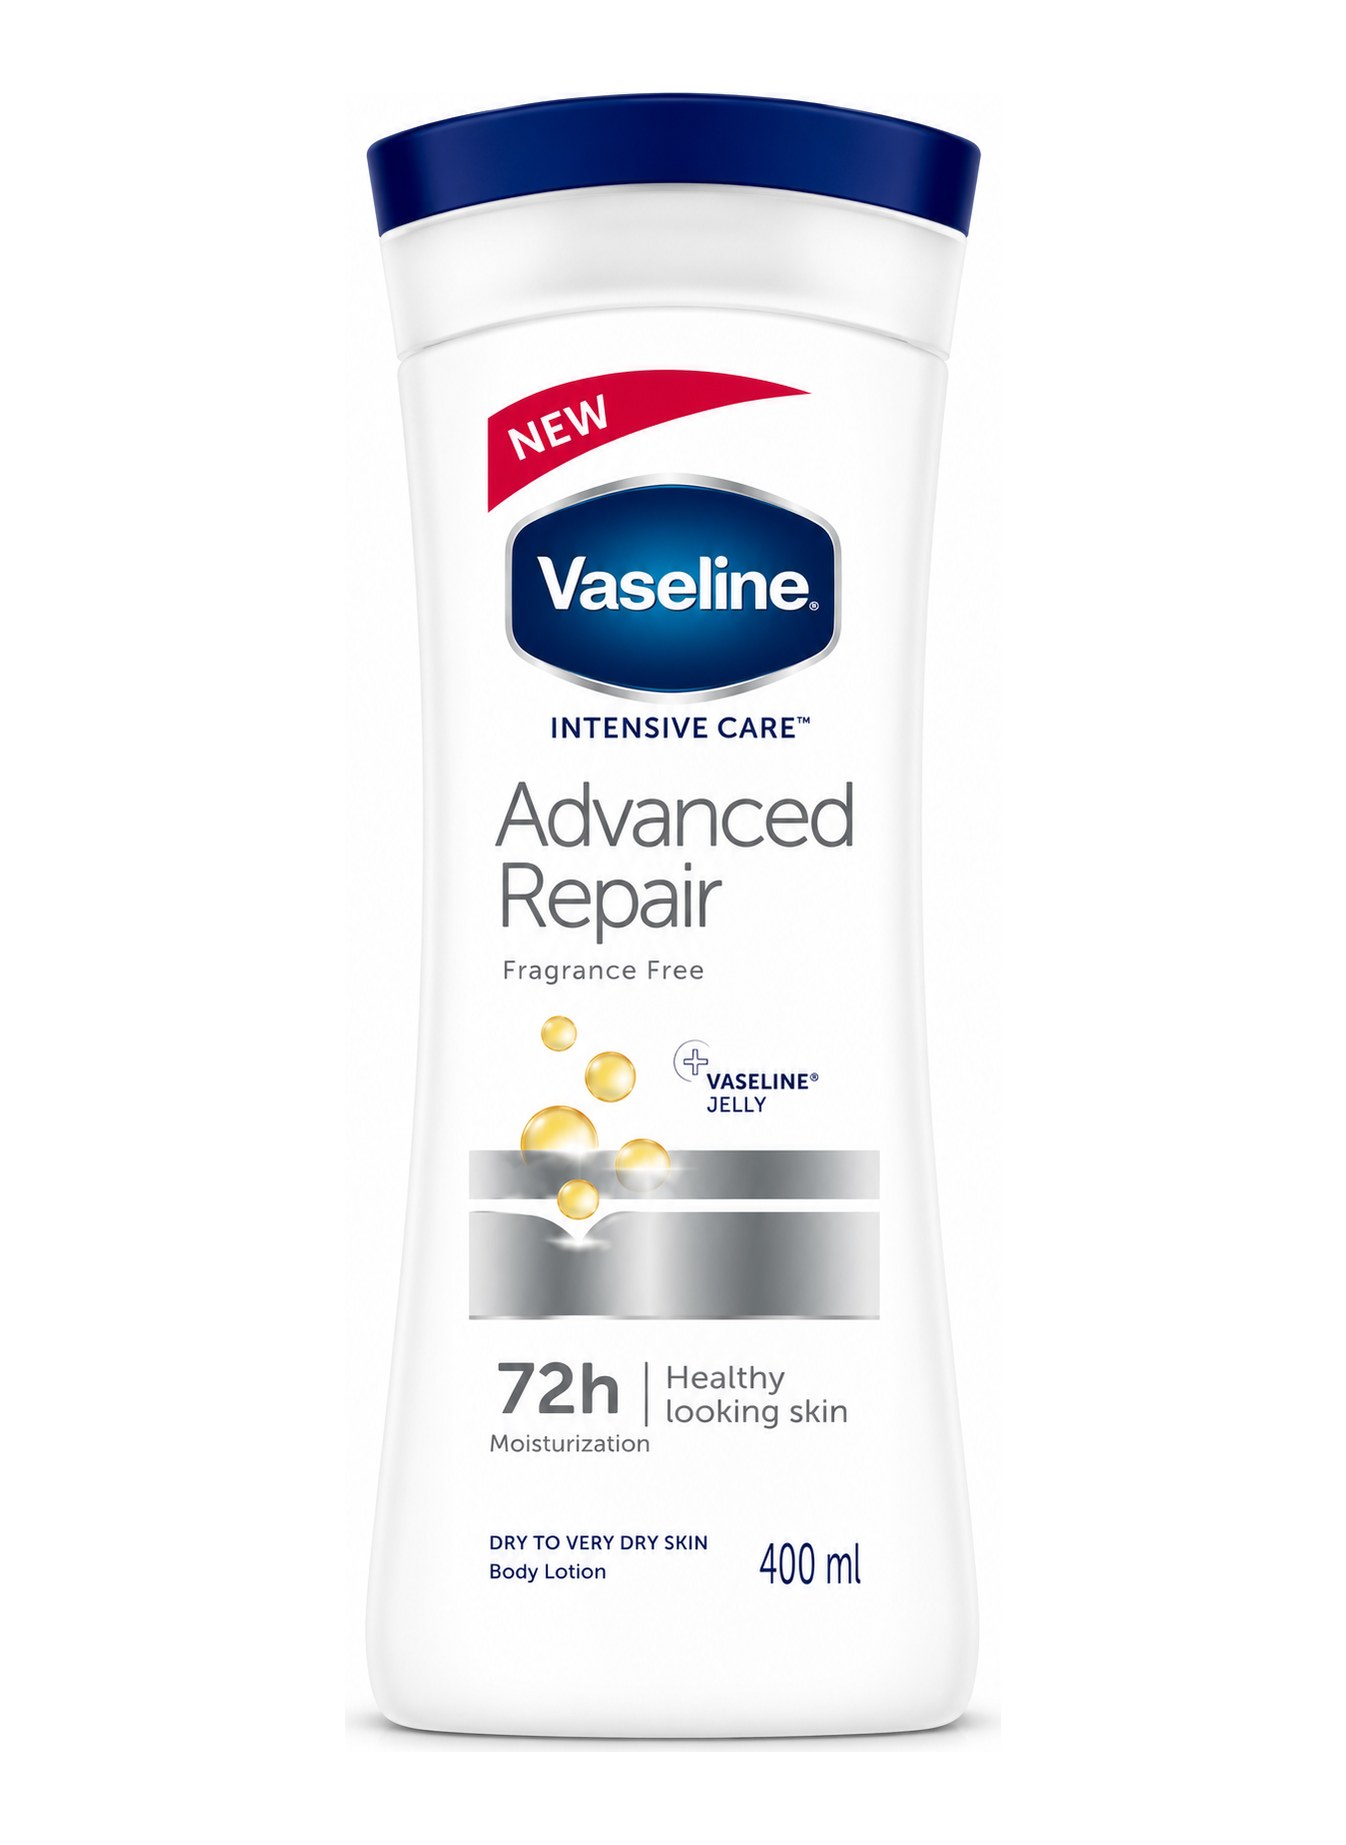 NEW
Vaseline®
INTENSIVE CARE™
Advanced
Repair
Fragrance Free
VASELINE®
JELLY
72h
Moisturization
Healthy
looking skin
DRY TO VERY DRY SKIN
Body Lotion
400 ml